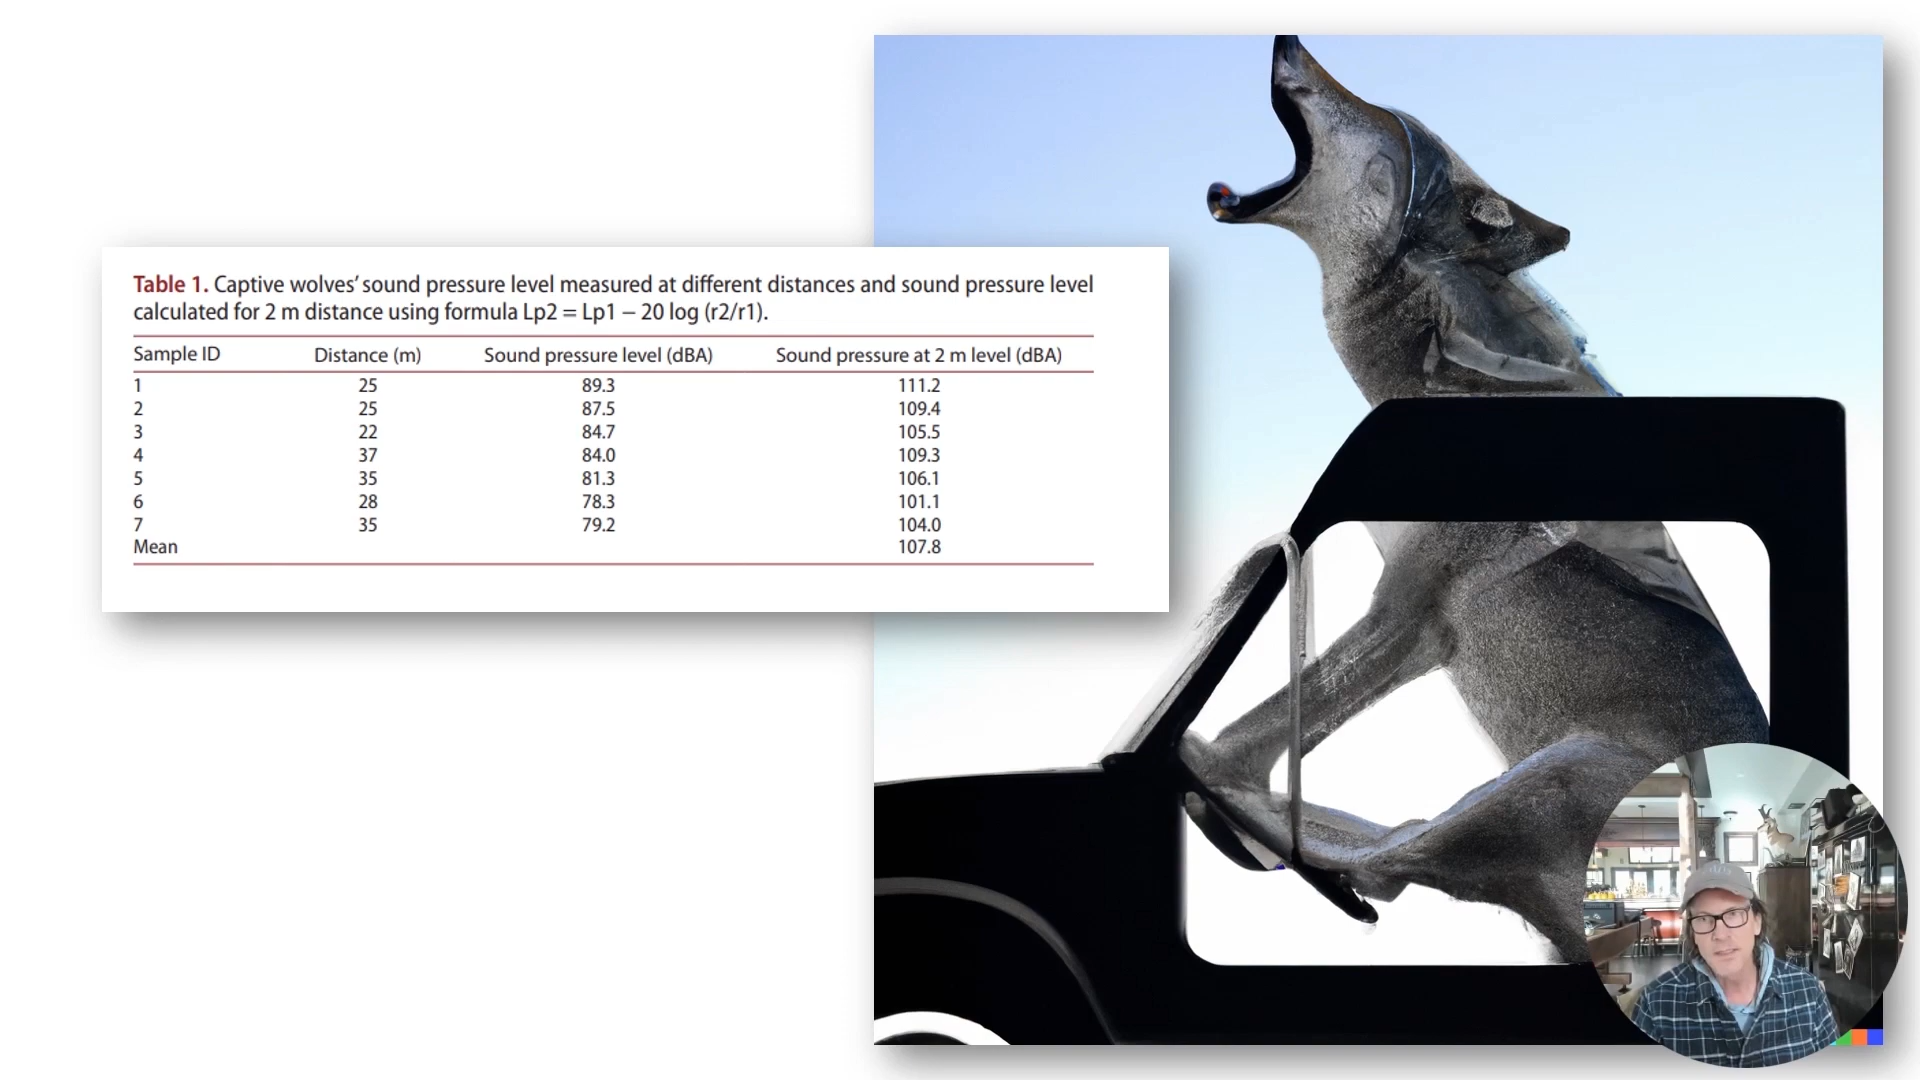 Table 1. Captive wolves’ sound pressure level measured at different distances and sound pressure level
calculated for 2 m distance using formula Lp2 = Lp1 – 20 log (r2/r1).
Sample ID Distance (m) Sound pressure level (dBA) Sound pressure at 2 m level (dBA)
1 25 89.3 111.2
2 25 87.5 109.4
3 22 84.7 105.5
4 37 84.0 109.3
5 35 81.3 106.1
6 28 78.3 101.1
7 35 79.2 104.0
Mean 107.8